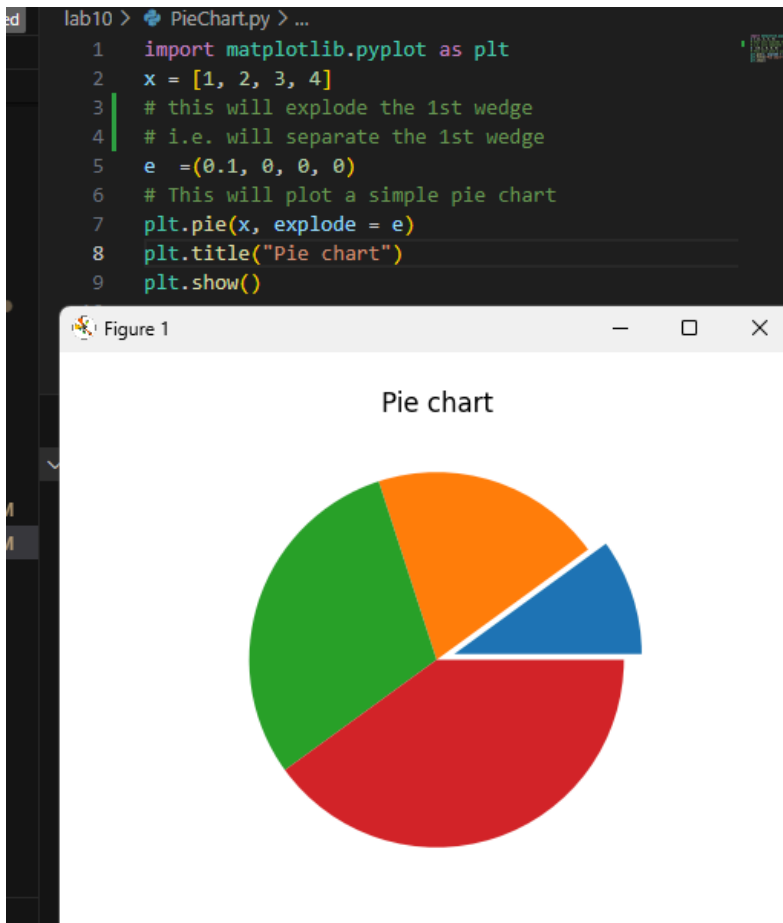 ed
lab10 > PieChart.py > ...
1 import matplotlib.pyplot as plt
2 x = [1, 2, 3, 4]
3 # this will explode the 1st wedge
4 # i.e. will separate the 1st wedge
5 e  =(0.1, 0, 0, 0)
6 # This will plot a simple pie chart
7 plt.pie(x, explode = e)
8 plt.title("Pie chart")
9 plt.show()
Figure 1
Pie chart
M
M